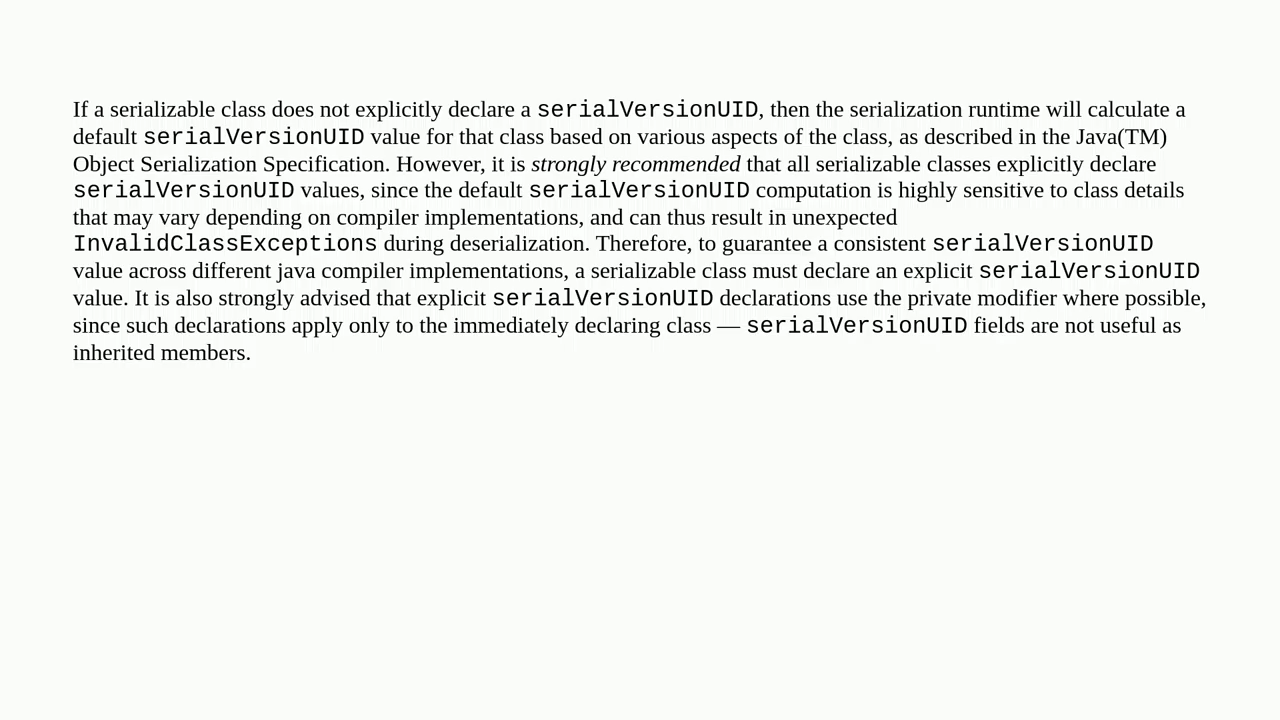 If a serializable class does not explicitly declare a serialVersionUID, then the serialization runtime will calculate a
default serialVersionUID value for that class based on various aspects of the class, as described in the Java(TM)
Object Serialization Specification. However, it is strongly recommended that all serializable classes explicitly declare
serialVersionUID values, since the default serialVersionUID computation is highly sensitive to class details
that may vary depending on compiler implementations, and can thus result in unexpected
InvalidClassExceptions during deserialization. Therefore, to guarantee a consistent serialVersionUID
value across different java compiler implementations, a serializable class must declare an explicit serialVersionUID
value. It is also strongly advised that explicit serialVersionUID declarations use the private modifier where possible,
since such declarations apply only to the immediately declaring class — serialVersionUID fields are not useful as
inherited members.